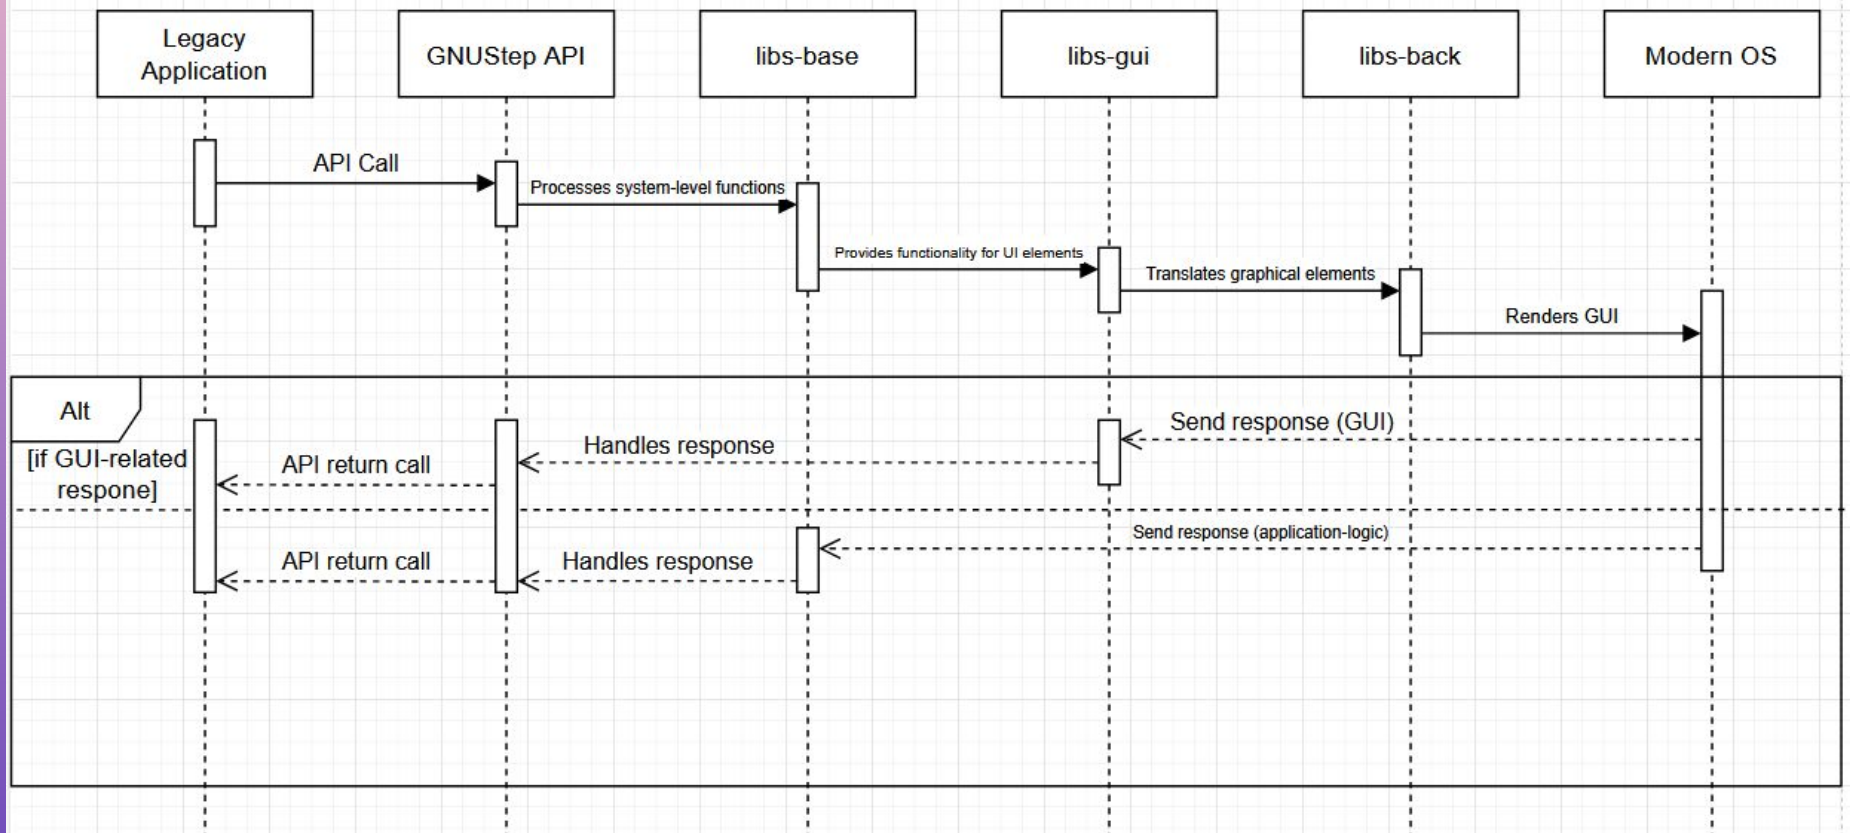 Legacy
Application
GNUStep API
libs-base
libs-gui
libs-back
Modern OS
API Call
Processes system-level functions
Provides functionality for UI elements
Translates graphical elements
Renders GUI
Alt
[if GUI-related
respone]
Send response (GUI)
Handles response
API return call
Send response (application-logic)
Handles response
API return call